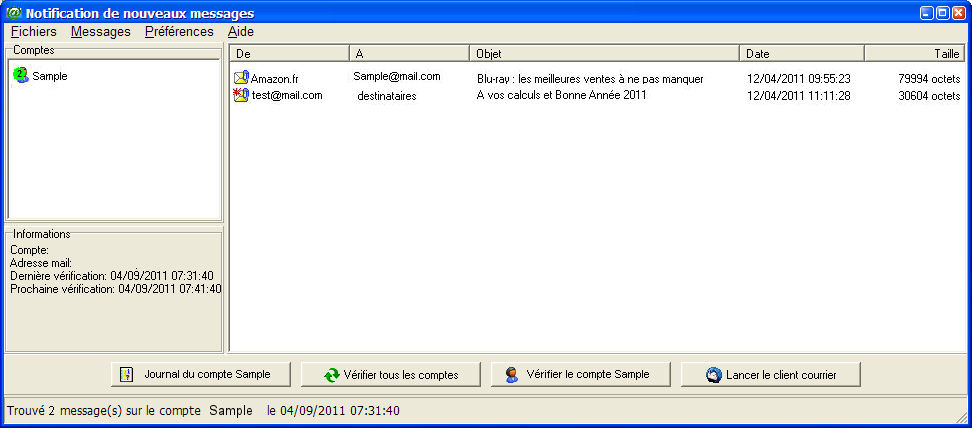 Notification de nouveaux messages
Fichiers Messages Préférences Aide
Comptes
2 Sample
De A Objet Date Taille
Amazon.fr Sample@mail.com Blu-ray : les meilleures ventes à ne pas manquer 12/04/2011 09:55:23 79994 octets
test@mail.com destinataires A vos calculs et Bonne Année 2011 12/04/2011 11:11:28 30604 octets
Informations
Compte:
Adresse mail:
Dernière vérification: 04/09/2011 07:31:40
Prochaine vérification: 04/09/2011 07:41:40
Journal du compte Sample Vérifier tous les comptes Vérifier le compte Sample Lancer le client courrier
Trouvé 2 message(s) sur le compte Sample le 04/09/2011 07:31:40